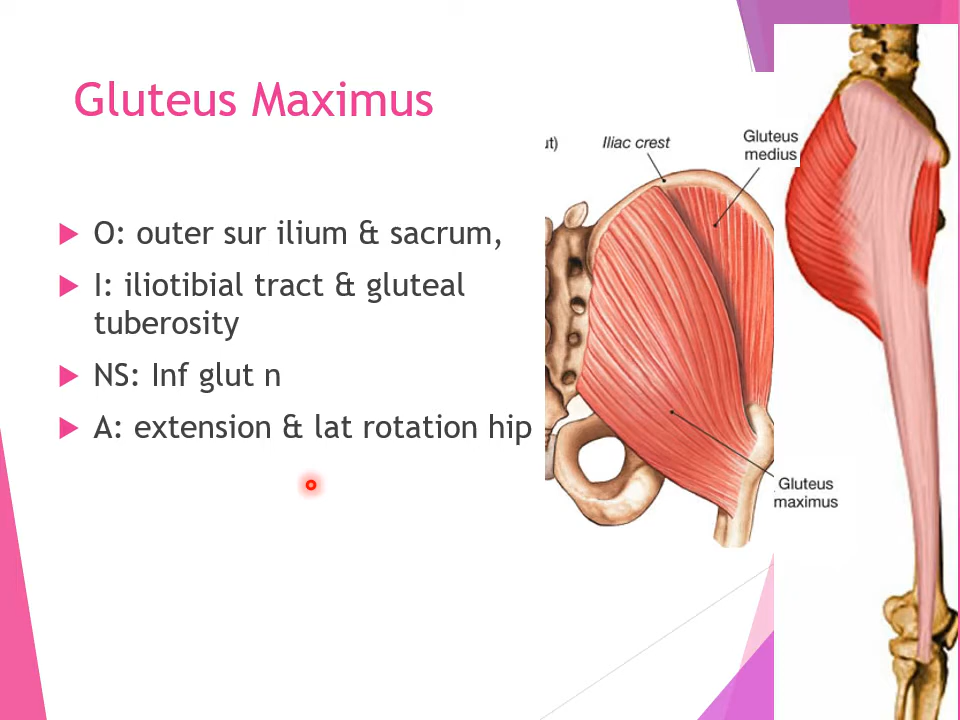 Gluteus Maximus
O: outer sur ilium & sacrum,
I: iliotibial tract & gluteal
tuberosity
NS: Inf glut n
A: extension & lat rotation hip
ut)
Iliac crest
Gluteus
medius
Gluteus
maximus